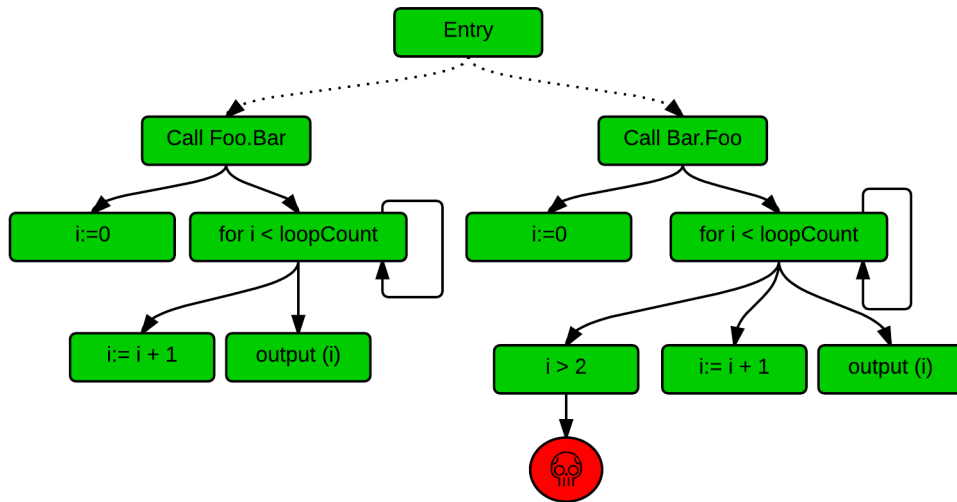 Entry
Call Foo.Bar
Call Bar.Foo
i:=0
for i < loopCount
i:=0
for i < loopCount
i:= i + 1
output (i)
i > 2
i:= i + 1
output (i)